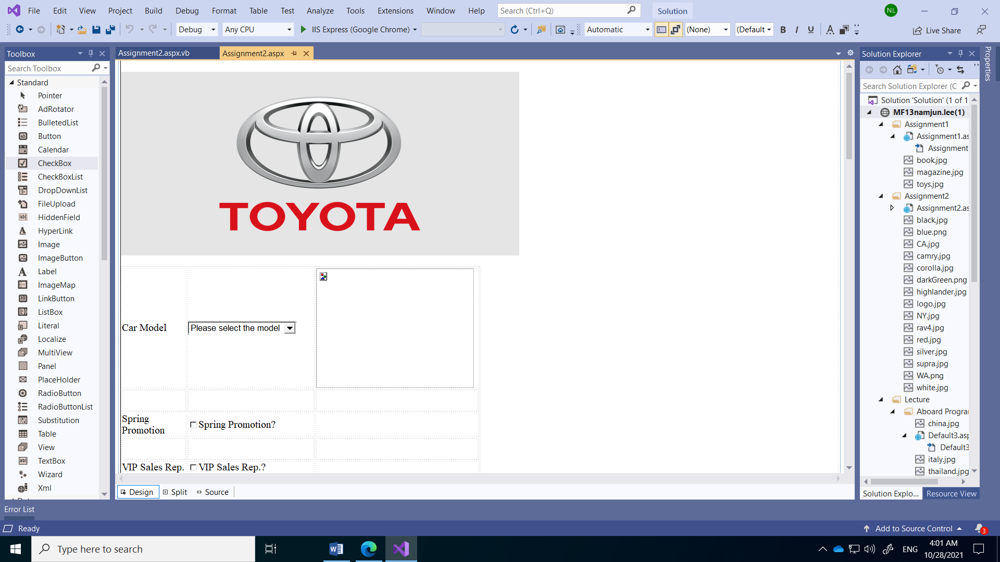 File Edit View Project Build Debug Format Table Test Analyze Tools Extensions Window Help Search (Ctrl+Q) Solution NL
Debug Any CPU IIS Express (Google Chrome) Automatic (None) (Default B I U A Live Share
Toolbox
Search Toolbox
Standard
Pointer
AdRotator
BulletedList
Button
Calendar
CheckBox
CheckBoxList
DropDownList
FileUpload
HiddenField
HyperLink
Image
ImageButton
Label
ImageMap
LinkButton
ListBox
Literal
Localize
MultiView
Panel
PlaceHolder
RadioButton
RadioButtonList
Substitution
Table
View
TextBox
Wizard
Xml
Assignment2.aspx.vb Assignment2.aspx
TOYOTA
Car Model Please select the model
Spring
Promotion
Spring Promotion?
VIP Sales Rep. VIP Sales Rep.?
Design Split Source
Solution Explorer
Search Solution Explorer (C
Solution 'Solution' (1 of 1
MF13namjun.lee(1)
Assignment1
Assignment1.as
Assignment
book.jpg
magazine.jpg
toys.jpg
Assignment2
Assignment2.as
black.jpg
blue.png
CA.jpg
camry.jpg
corolla.jpg
darkGreen.png
highlander.jpg
logo.jpg
NY.jpg
rav4.jpg
red.jpg
silver.jpg
supra.jpg
WA.png
white.jpg
Lecture
Aboard Progra
china.jpg
Default3.asp
Default3
italy.jpg
thailand.jpg
Solution Explo... Resource View
Properties
Error List
Ready Add to Source Control 3
Type here to search ENG 4:01 AM
10/28/2021